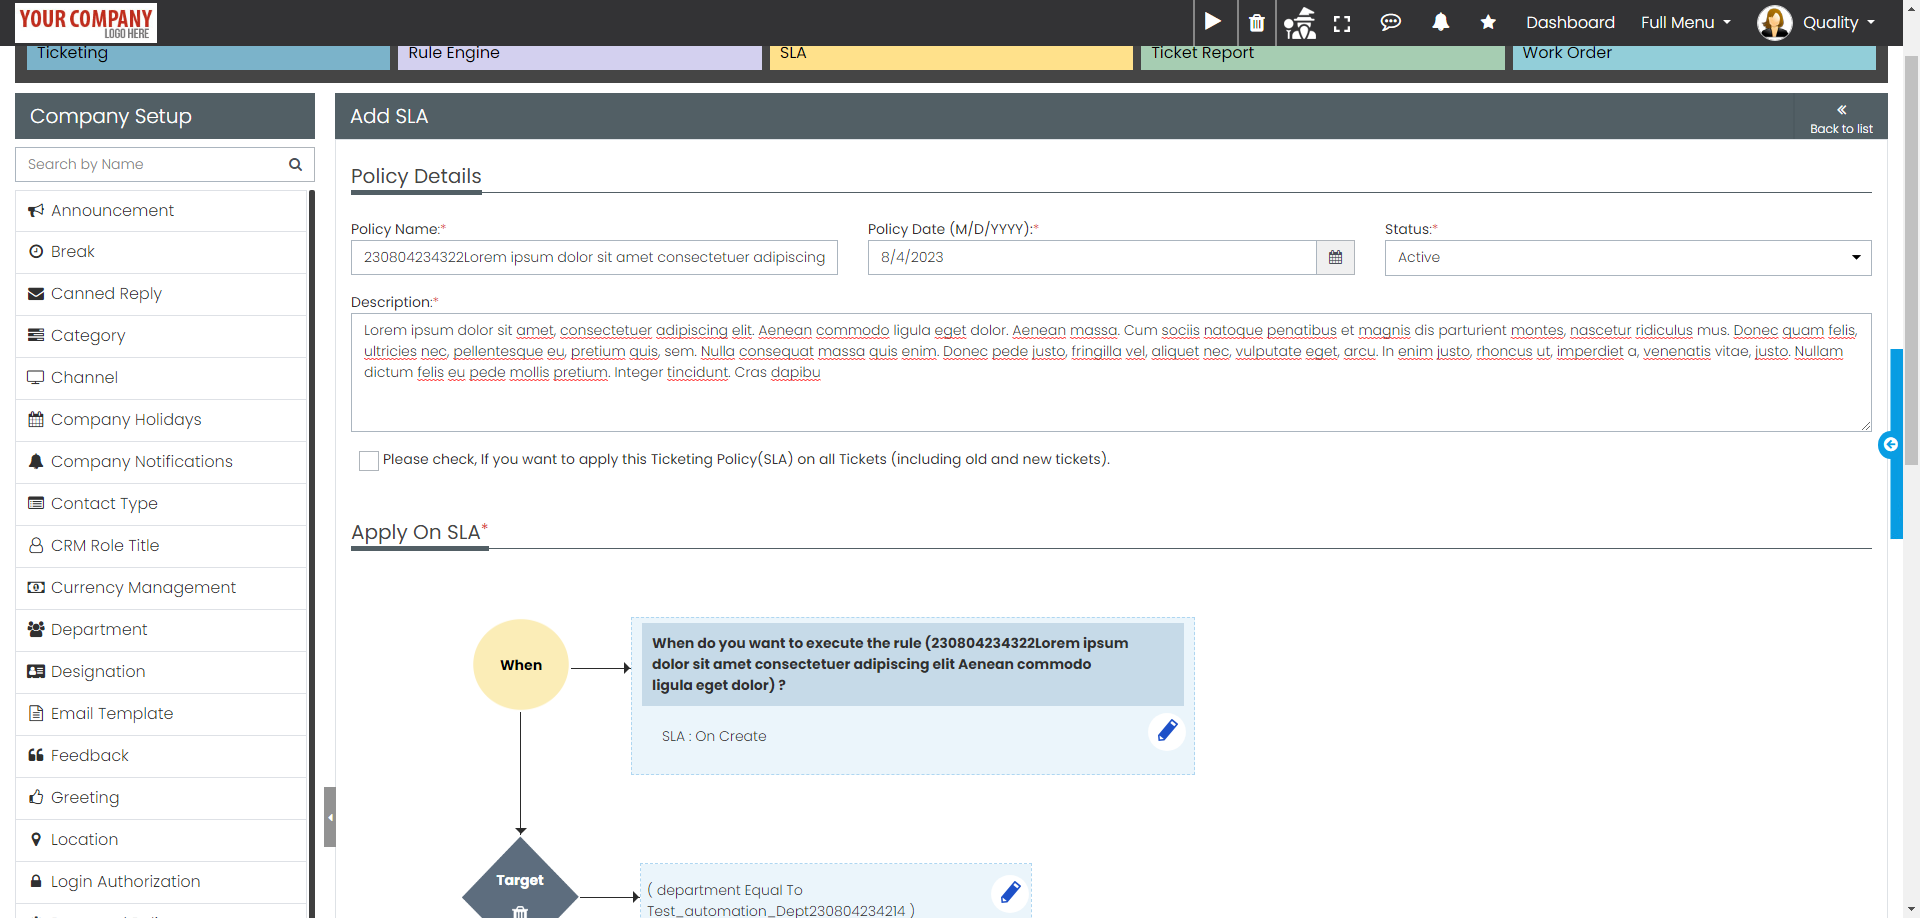 YOUR COMPANY
LOGO HERE
Dashboard
Full Menu
Quality
Ticketing
Rule Engine
SLA
Ticket Report
Work Order
Company Setup
Search by Name
Announcement
Break
Canned Reply
Category
Channel
Company Holidays
Company Notifications
Contact Type
CRM Role Title
Currency Management
Department
Designation
Email Template
Feedback
Greeting
Location
Login Authorization
Add SLA
Back to list
Policy Details
Policy Name:*
230804234322Lorem ipsum dolor sit amet consectetuer adipiscing
Policy Date (M/D/YYYY):*
8/4/2023
Status:*
Active
Description:*
Lorem ipsum dolor sit amet, consectetuer adipiscing elit. Aenean commodo ligula eget dolor. Aenean massa. Cum sociis natoque penatibus et magnis dis parturient montes, nascetur ridiculus mus. Donec quam felis,
ultricies nec, pellentesque eu, pretium quis, sem. Nulla consequat massa quis enim. Donec pede justo, fringilla vel, aliquet nec, vulputate eget, arcu. In enim justo, rhoncus ut, imperdiet a, venenatis vitae, justo. Nullam
dictum felis eu pede mollis pretium. Integer tincidunt. Cras dapibu
Please check, If you want to apply this Ticketing Policy(SLA) on all Tickets (including old and new tickets).
Apply On SLA*
When
When do you want to execute the rule (230804234322Lorem ipsum
dolor sit amet consectetuer adipiscing elit Aenean commodo
ligula eget dolor) ?
SLA : On Create
Target
( department Equal To
Test_automation_Dept230804234214 )